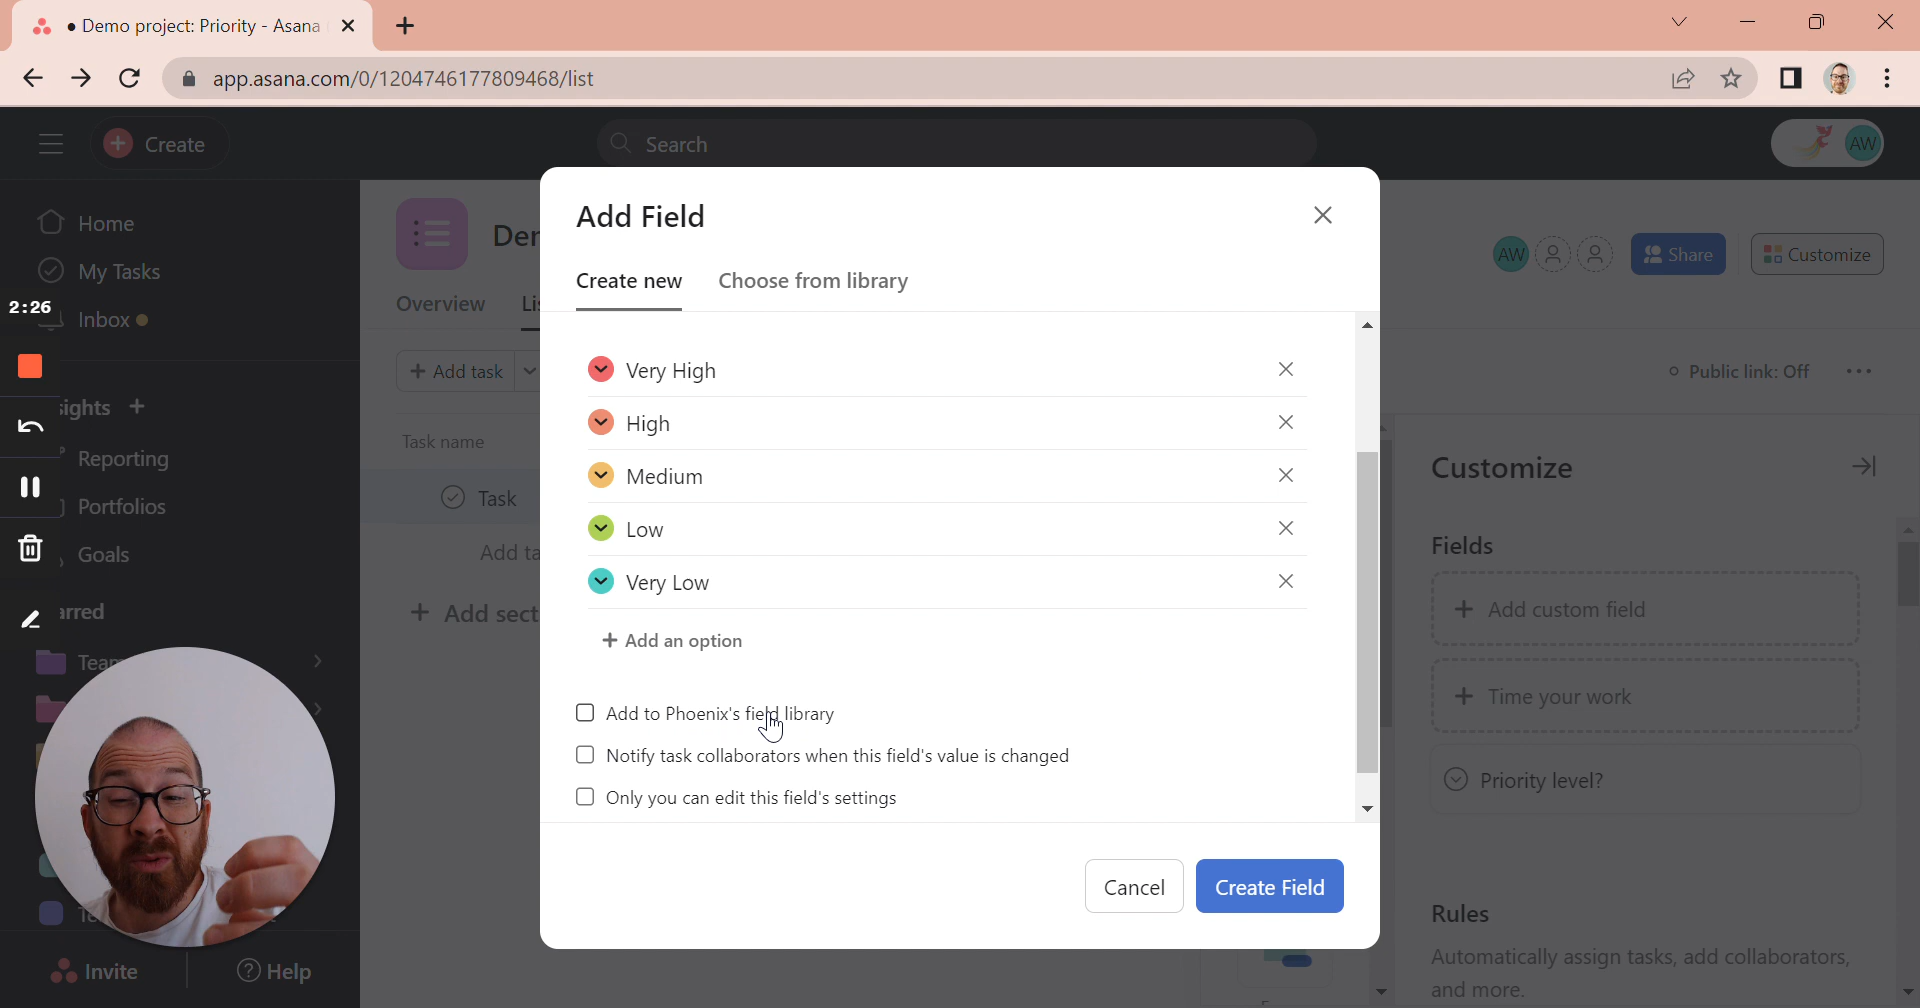 • Demo project: Priority - Asana
app.asana.com/0/1204746177809468/list
Create
Search
AW
Home
My Tasks
2:26
Inbox
sights +
Reporting
Portfolios
Goals
arred
Team
Invite
Help
Der
AW
Share
Customize
Overview
Lis
+ Add task
Public link: Off
Task name
Task
Add ta
+ Add sect
Add Field
Create new
Choose from library
Very High
High
Medium
Low
Very Low
+ Add an option
Add to Phoenix's field library
Notify task collaborators when this field's value is changed
Only you can edit this field's settings
Cancel
Create Field
Customize
Fields
+ Add custom field
+ Time your work
Priority level?
Rules
Automatically assign tasks, add collaborators,
and more.